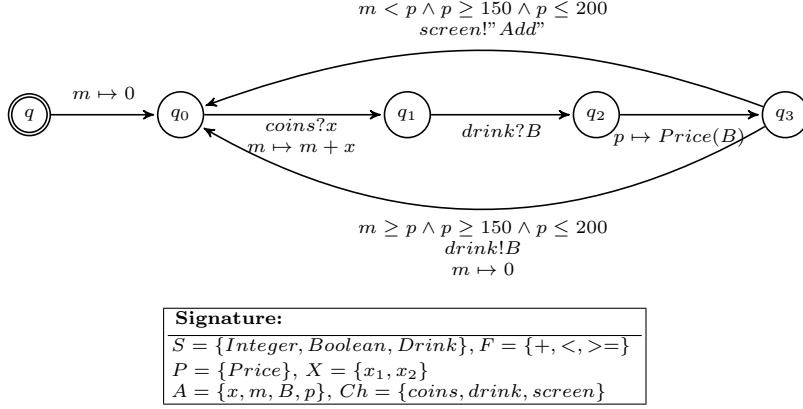 m < p ∧ p ≥ 150 ∧ p ≤ 200
screen!”Add”
m ↦ 0
q
q₀
q₁
q₂
q₃
coins?x
m ↦ m + x
drink?B
p ↦ Price(B)
m ≥ p ∧ p ≥ 150 ∧ p ≤ 200
drink!B
m ↦ 0
Signature:
S = {Integer, Boolean, Drink}, F = {+, <, >=}
P = {Price}, X = {x₁, x₂}
A = {x, m, B, p}, Ch = {coins, drink, screen}